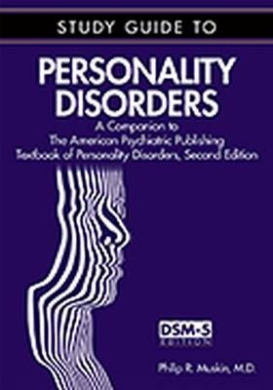 STUDY GUIDE TO
PERSONALITY
DISORDERS
A Companion to
The American Psychiatric Publishing
Textbook of Personality Disorders, Second Edition
DSM-5
EDITION
Philip R. Muskin, M.D.